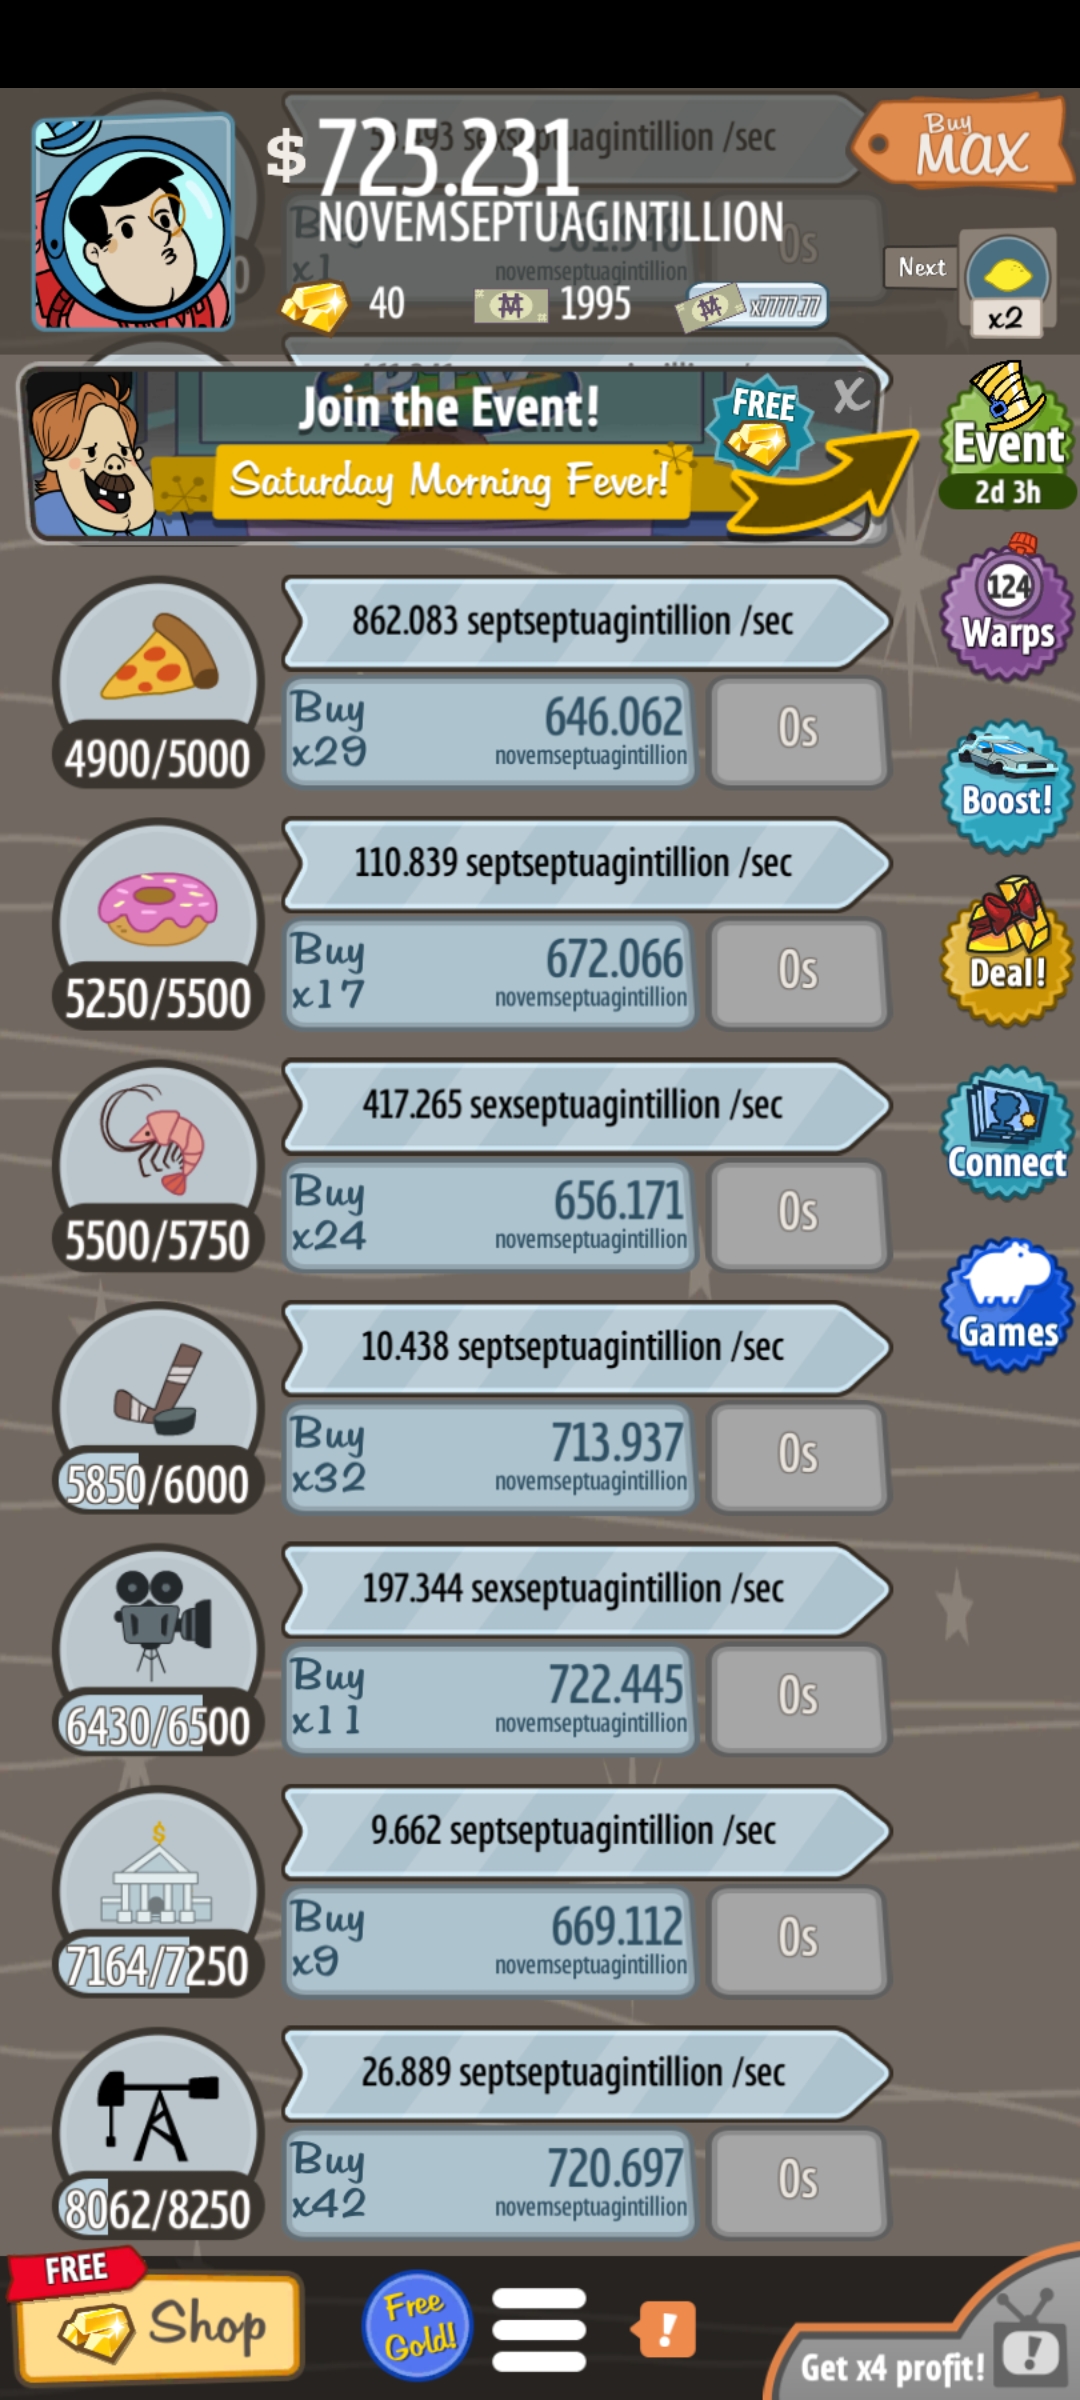 53.493 sexseptuagintillion /sec
$ 725.231
NOVEMSEPTUAGINTILLION
Buy
MAX
x1
novemseptuagintillion
0s
Next
x2
40
1995
x7777.77
Join the Event!
Saturday Morning Fever!
FREE
X
Event
2d 3h
124
Warps
862.083 septseptuagintillion /sec
4900/5000
Buy
x29
646.062
novemseptuagintillion
0s
Boost!
110.839 septseptuagintillion /sec
5250/5500
Buy
x17
672.066
novemseptuagintillion
0s
Deal!
417.265 sexseptuagintillion /sec
5500/5750
Buy
x24
656.171
novemseptuagintillion
0s
Connect
10.438 septseptuagintillion /sec
5850/6000
Buy
x32
713.937
novemseptuagintillion
0s
Games
197.344 sexseptuagintillion /sec
6430/6500
Buy
x11
722.445
novemseptuagintillion
0s
9.662 septseptuagintillion /sec
7164/7250
Buy
x9
669.112
novemseptuagintillion
0s
26.889 septseptuagintillion /sec
8062/8250
Buy
x42
720.697
novemseptuagintillion
0s
FREE
Shop
Free
Gold!
!
Get x4 profit!
!